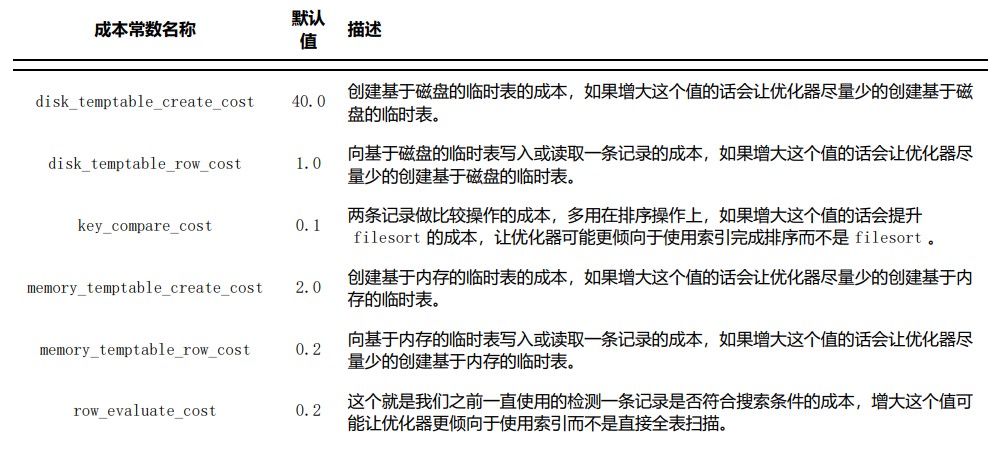 成本常数名称 默认值 描述
disk_temptable_create_cost 40.0 创建基于磁盘的临时表的成本，如果增大这个值的话会让优化器尽量少的创建基于磁
盘的临时表。
disk_temptable_row_cost 1.0 向基于磁盘的临时表写入或读取一条记录的成本，如果增大这个值的话会让优化器尽
量少的创建基于磁盘的临时表。
key_compare_cost 0.1 两条记录做比较操作的成本，多用在排序操作上，如果增大这个值的话会提升
filesort 的成本，让优化器可能更倾向于使用索引完成排序而不是 filesort 。
memory_temptable_create_cost 2.0 创建基于内存的临时表的成本，如果增大这个值的话会让优化器尽量少的创建基于内
存的临时表。
memory_temptable_row_cost 0.2 向基于内存的临时表写入或读取一条记录的成本，如果增大这个值的话会让优化器尽
量少的创建基于内存的临时表。
row_evaluate_cost 0.2 这个就是我们之前一直使用的检测一条记录是否符合搜索条件的成本，增大这个值可
能让优化器更倾向于使用索引而不是直接全表扫描。